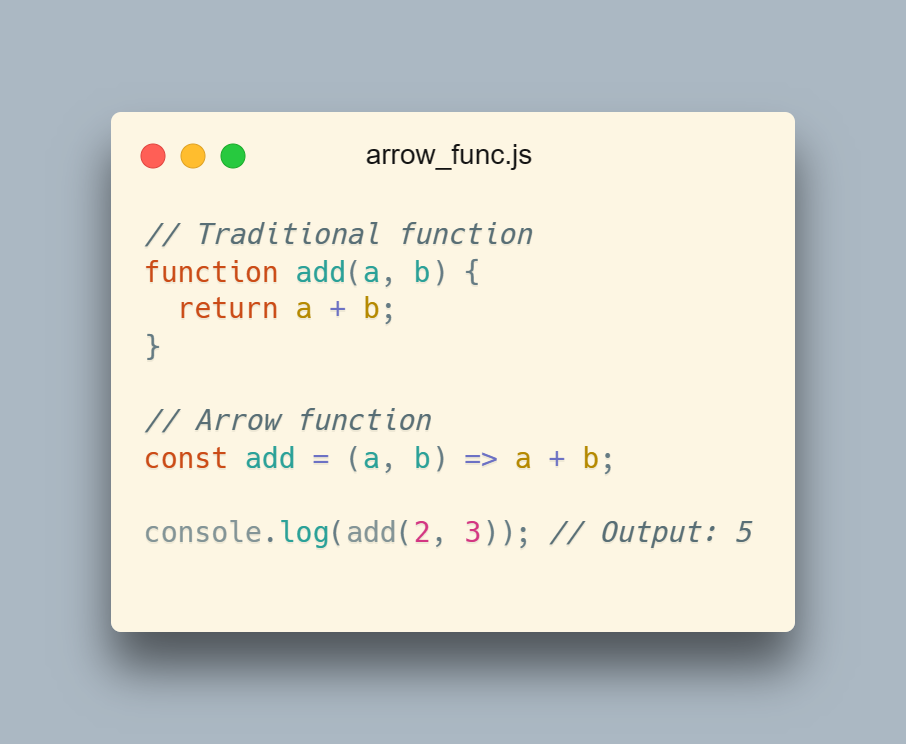 arrow_func.js
// Traditional function
function add(a, b) {
  return a + b;
}
// Arrow function
const add = (a, b) => a + b;
console.log(add(2, 3)); // Output: 5